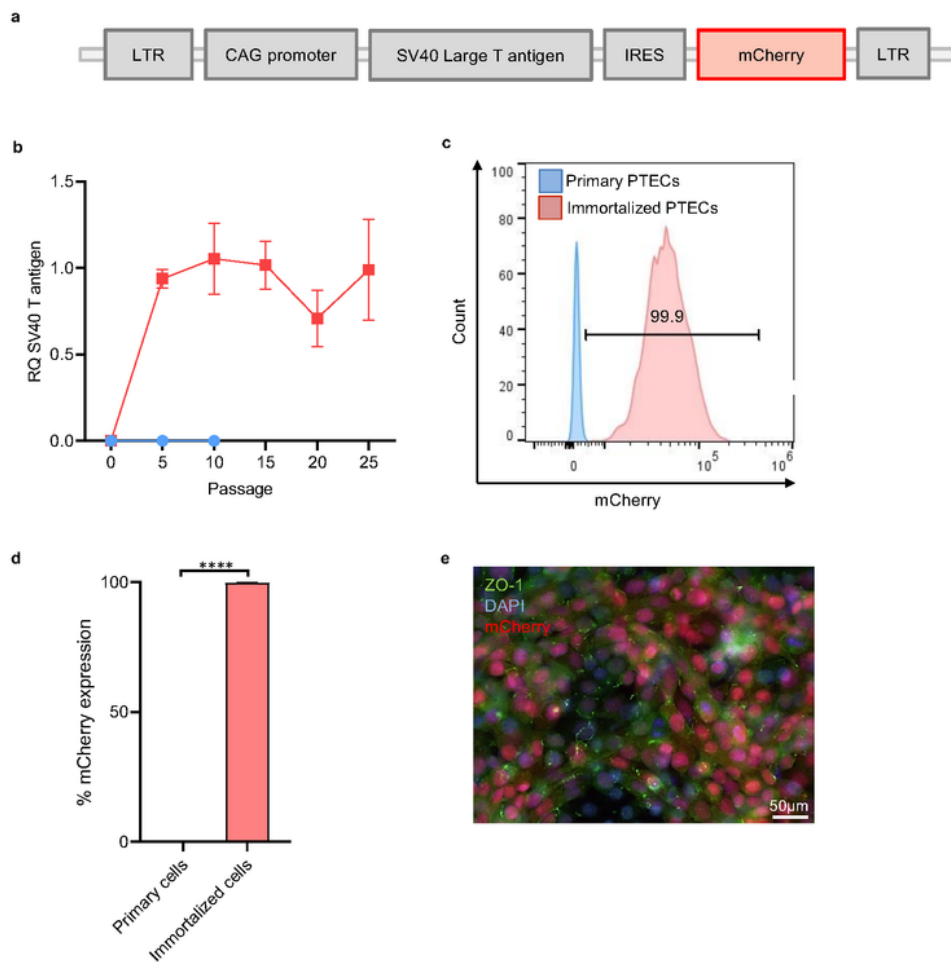 a
LTR CAG promoter SV40 Large T antigen IRES mCherry LTR
b
RQ SV40 T antigen
1.5
1.0
0.5
0.0
0 5 10 15 20 25
Passage
c
Primary PTECs
Immortalized PTECs
Count
100
80
60
40
20
0
99.9
0 10⁵ 10⁶
mCherry
d
****
% mCherry expression
100
50
0
Primary cells
Immortalized cells
e
ZO-1
DAPI
mCherry
50µm